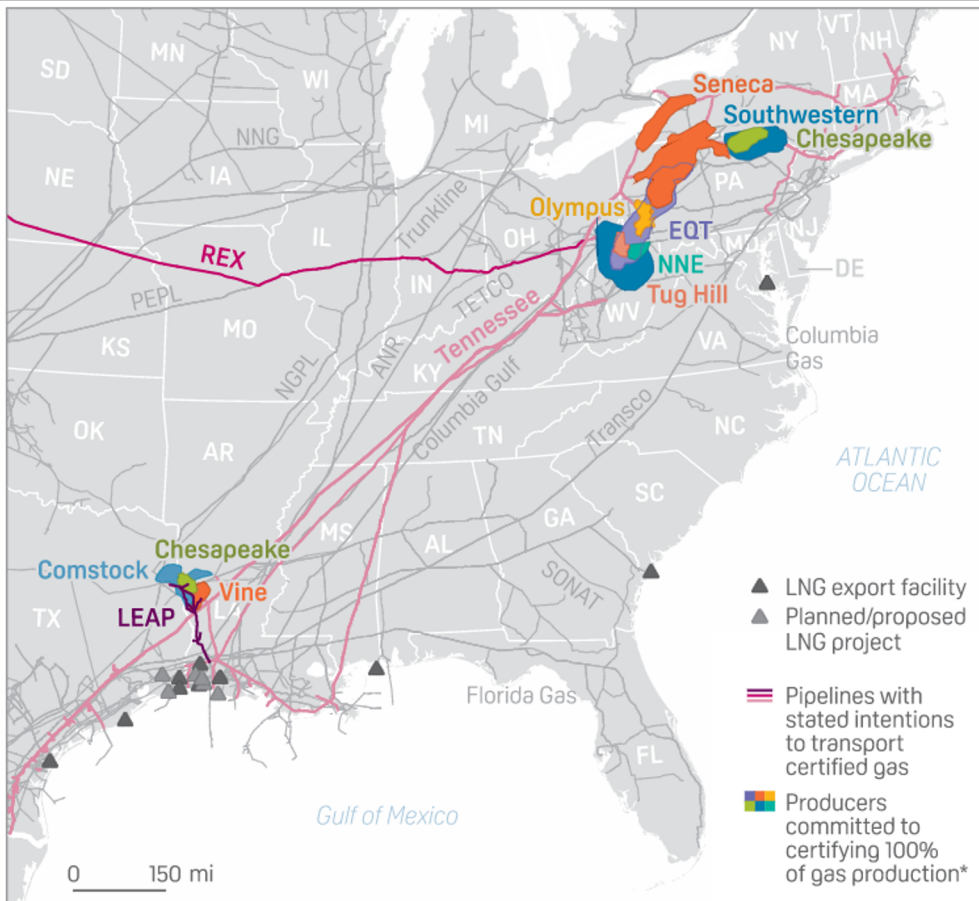 NY
VT
NH
MN
SD
WI
Seneca
MA
MI
Southwestern
Chesapeake
NNG
NE
IA
PA
Trunkline
Olympus
EQT
OH
NJ
IL
REX
MD
NNE
DE
IN
PEPL
TETCO
Tug Hill
WV
MO
Tennessee
VA
Columbia
Gas
KS
ANR
NGPL
KY
Columbia Gulf
Transco
NC
OK
TN
AR
ATLANTIC
OCEAN
SC
GA
MS
AL
Chesapeake
Comstock
SONAT
Vine
LEAP
LA
TX
LNG export facility
Planned/proposed
LNG project
Florida Gas
Pipelines with
stated intentions
to transport
certified gas
FL
Gulf of Mexico
Producers
committed to
certifying 100%
of gas production*
0 150 mi